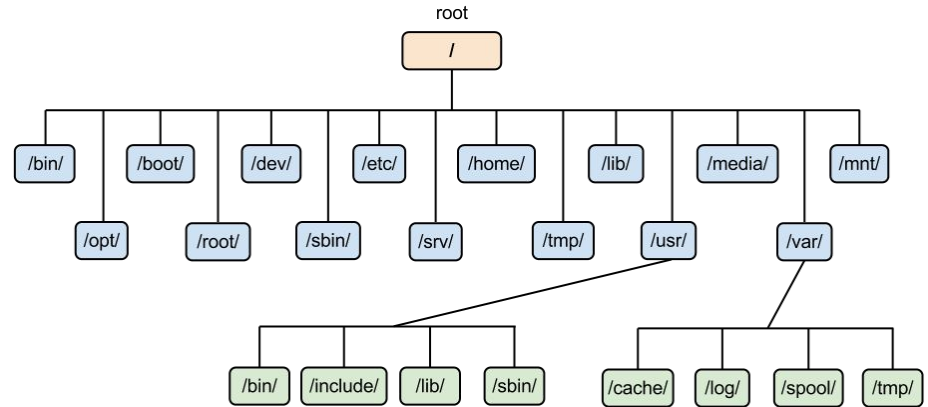 root
/
/bin/ /boot/ /dev/ /etc/ /home/ /lib/ /media/ /mnt/
/opt/ /root/ /sbin/ /srv/ /tmp/ /usr/ /var/
/bin/ /include/ /lib/ /sbin/ /cache/ /log/ /spool/ /tmp/